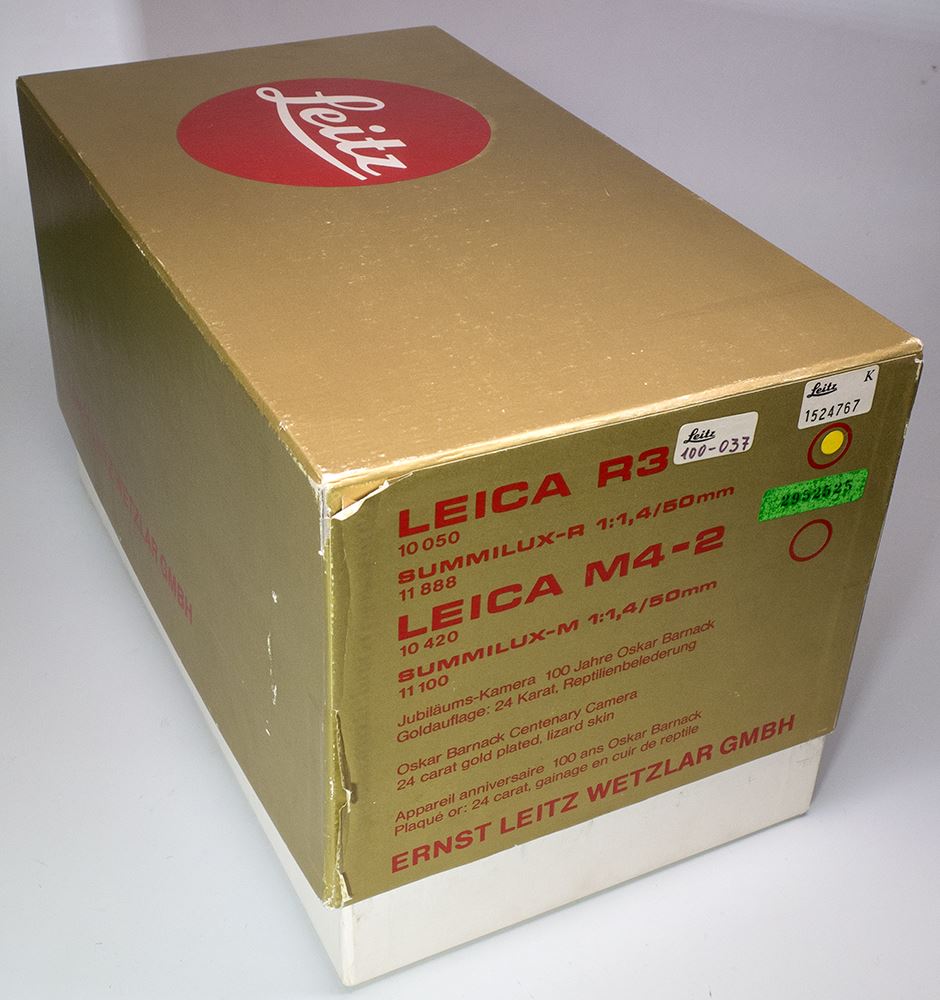 Leitz
Leitz K
1524767
Leitz
100-037
LEICA R3
10 050
SUMMILUX-R 1:1,4/50mm
11 888
LEICA M4-2
10 420
SUMMILUX-M 1:1,4/50mm
11 100
Jubiläums-Kamera 100 Jahre Oskar Barnack
Goldauflage: 24 Karat, Reptilienbelederung
Oskar Barnack Centenary Camera
24 carat gold plated, lizard skin
Appareil anniversaire 100 ans Oskar Barnack
Plaqué or: 24 carat, gainage en cuir de reptile
ERNST LEITZ WETZLAR GMBH
WETZLAR GMBH